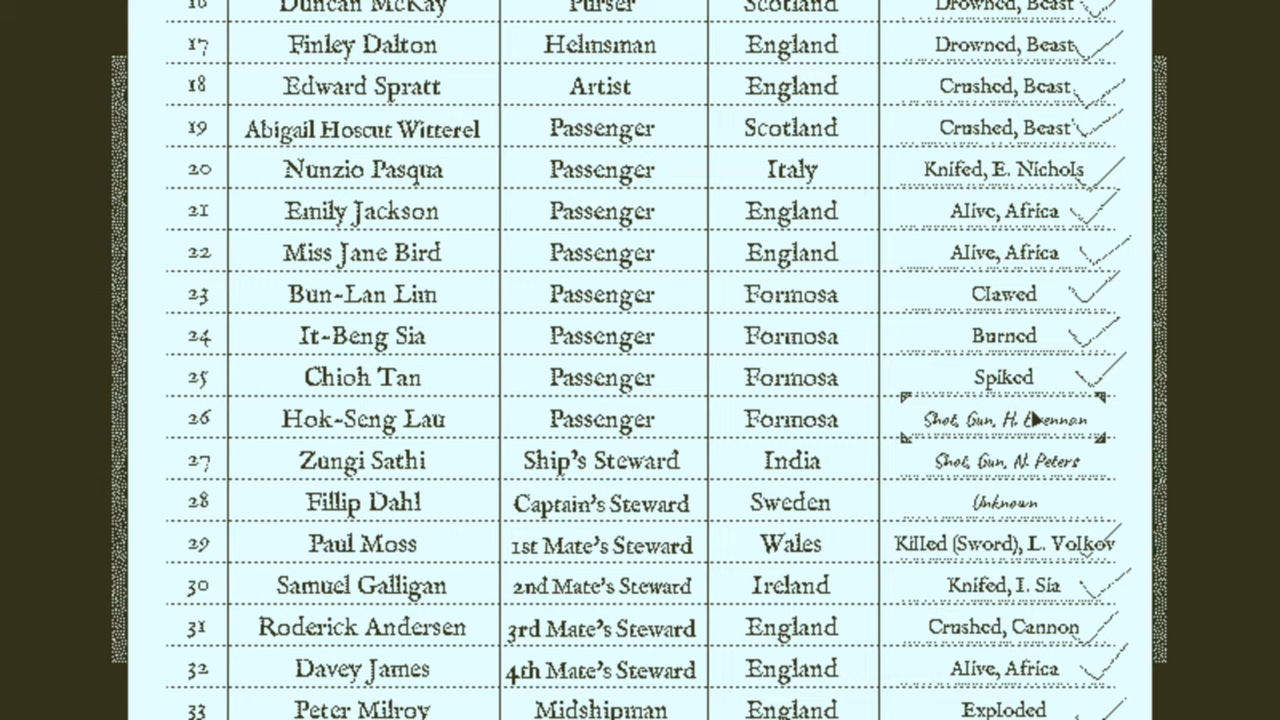 16 Duncan McKay Purser Scotland Drowned, Beast
17 Finley Dalton Helmsman England Drowned, Beast
18 Edward Spratt Artist England Crushed, Beast
19 Abigail Hoscut Witterel Passenger Scotland Crushed, Beast
20 Nunzio Pasqua Passenger Italy Knifed, E. Nichols
21 Emily Jackson Passenger England Alive, Africa
22 Miss Jane Bird Passenger England Alive, Africa
23 Bun-Lan Lim Passenger Formosa Clawed
24 It-Beng Sia Passenger Formosa Burned
25 Chioh Tan Passenger Formosa Spiked
26 Hok-Seng Lau Passenger Formosa Shot, Gun, H. Brennan
27 Zungi Sathi Ship's Steward India Shot, Gun, N. Peters
28 Fillip Dahl Captain's Steward Sweden Unknown
29 Paul Moss 1st Mate's Steward Wales Killed (Sword), L. Volkov
30 Samuel Galligan 2nd Mate's Steward Ireland Knifed, I. Sia
31 Roderick Andersen 3rd Mate's Steward England Crushed, Cannon
32 Davey James 4th Mate's Steward England Alive, Africa
33 Peter Milroy Midshipman England Exploded